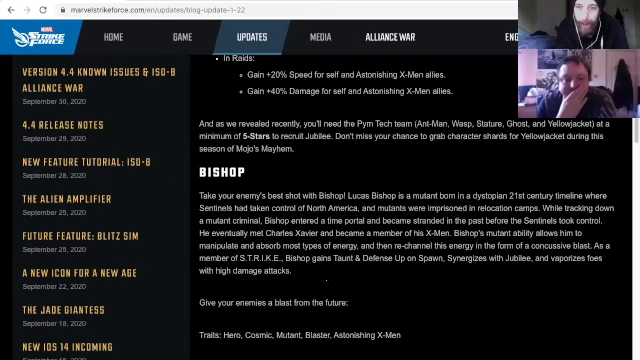 marvelstrikeforce.com/en/updates/blog-update-1-22
MARVEL
STRIKE FORCE
HOME
GAME
UPDATES
MEDIA
ALLIANCE WAR
ENG
VERSION 4.4 KNOWN ISSUES & ISO-8
ALLIANCE WAR
September 30, 2020
4.4 RELEASE NOTES
September 29, 2020
NEW FEATURE TUTORIAL: ISO-8
September 28, 2020
THE ALIEN AMPLIFIER
September 25, 2020
FUTURE FEATURE: BLITZ SIM
September 25, 2020
A NEW ICON FOR A NEW AGE
September 22, 2020
THE JADE GIANTESS
September 18, 2020
NEW IOS 14 INCOMING
• In Raids:
Gain +20% Speed for self and Astonishing X-Men allies.
Gain +40% Damage for self and Astonishing X-Men allies.
And as we revealed recently, you'll need the Pym Tech team (Ant-Man, Wasp, Stature, Ghost, and Yellowjacket) at a
minimum of 5-Stars to recruit Jubilee. Don't miss your chance to grab character shards for Yellowjacket during this
season of Mojo's Mayhem.
BISHOP
Take your enemy's best shot with Bishop! Lucas Bishop is a mutant born in a dystopian 21st century timeline where
Sentinels had taken control of North America, and mutants were imprisoned in relocation camps. While tracking down
a mutant criminal, Bishop entered a time portal and became stranded in the past before the Sentinels took control.
He eventually met Charles Xavier and became a member of his X-Men. Bishop's mutant ability allows him to
manipulate and absorb most types of energy, and then re-channel this energy in the form of a concussive blast. As a
member of S.T.R.I.K.E., Bishop gains Taunt & Defense Up on Spawn, Synergizes with Jubilee, and vaporizes foes
with high damage attacks.
Give your enemies a blast from the future:
Traits: Hero, Cosmic, Mutant, Blaster, Astonishing X-Men